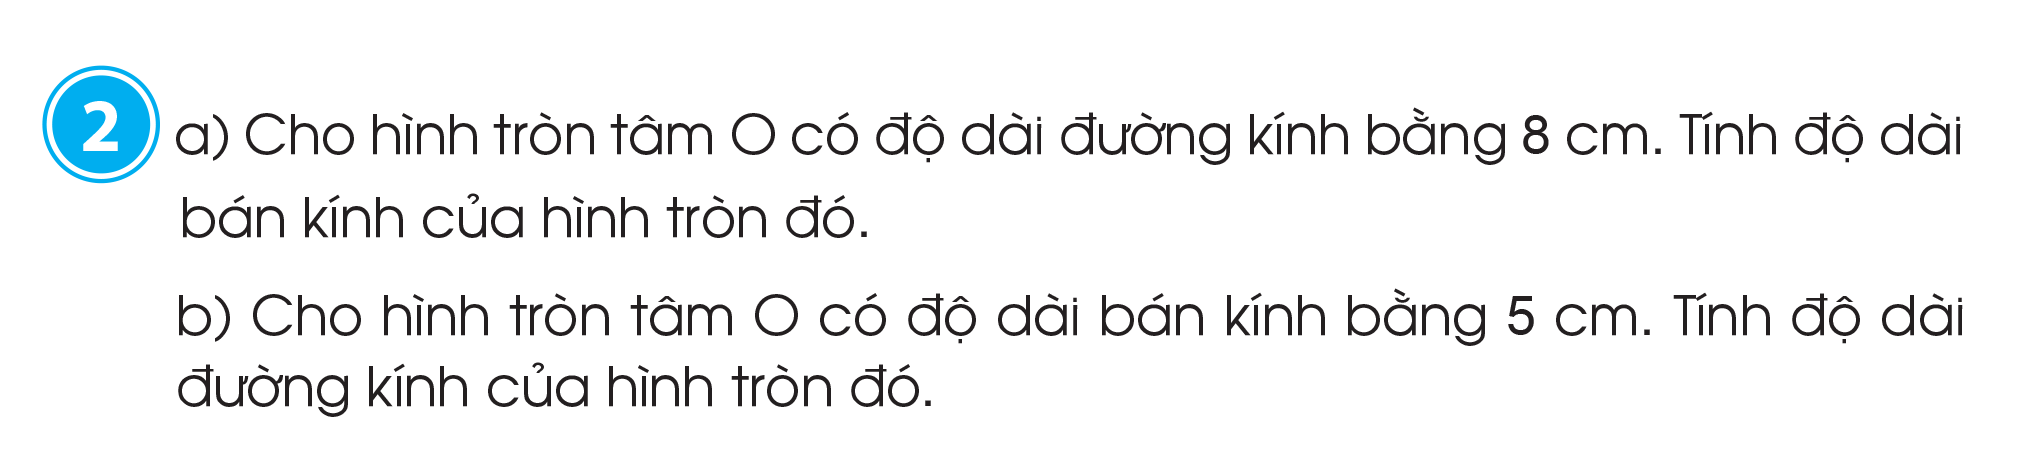 2 a) Cho hình tròn tâm O có độ dài đường kính bằng 8 cm. Tính độ dài
bán kính của hình tròn đó.
b) Cho hình tròn tâm O có độ dài bán kính bằng 5 cm. Tính độ dài
đường kính của hình tròn đó.